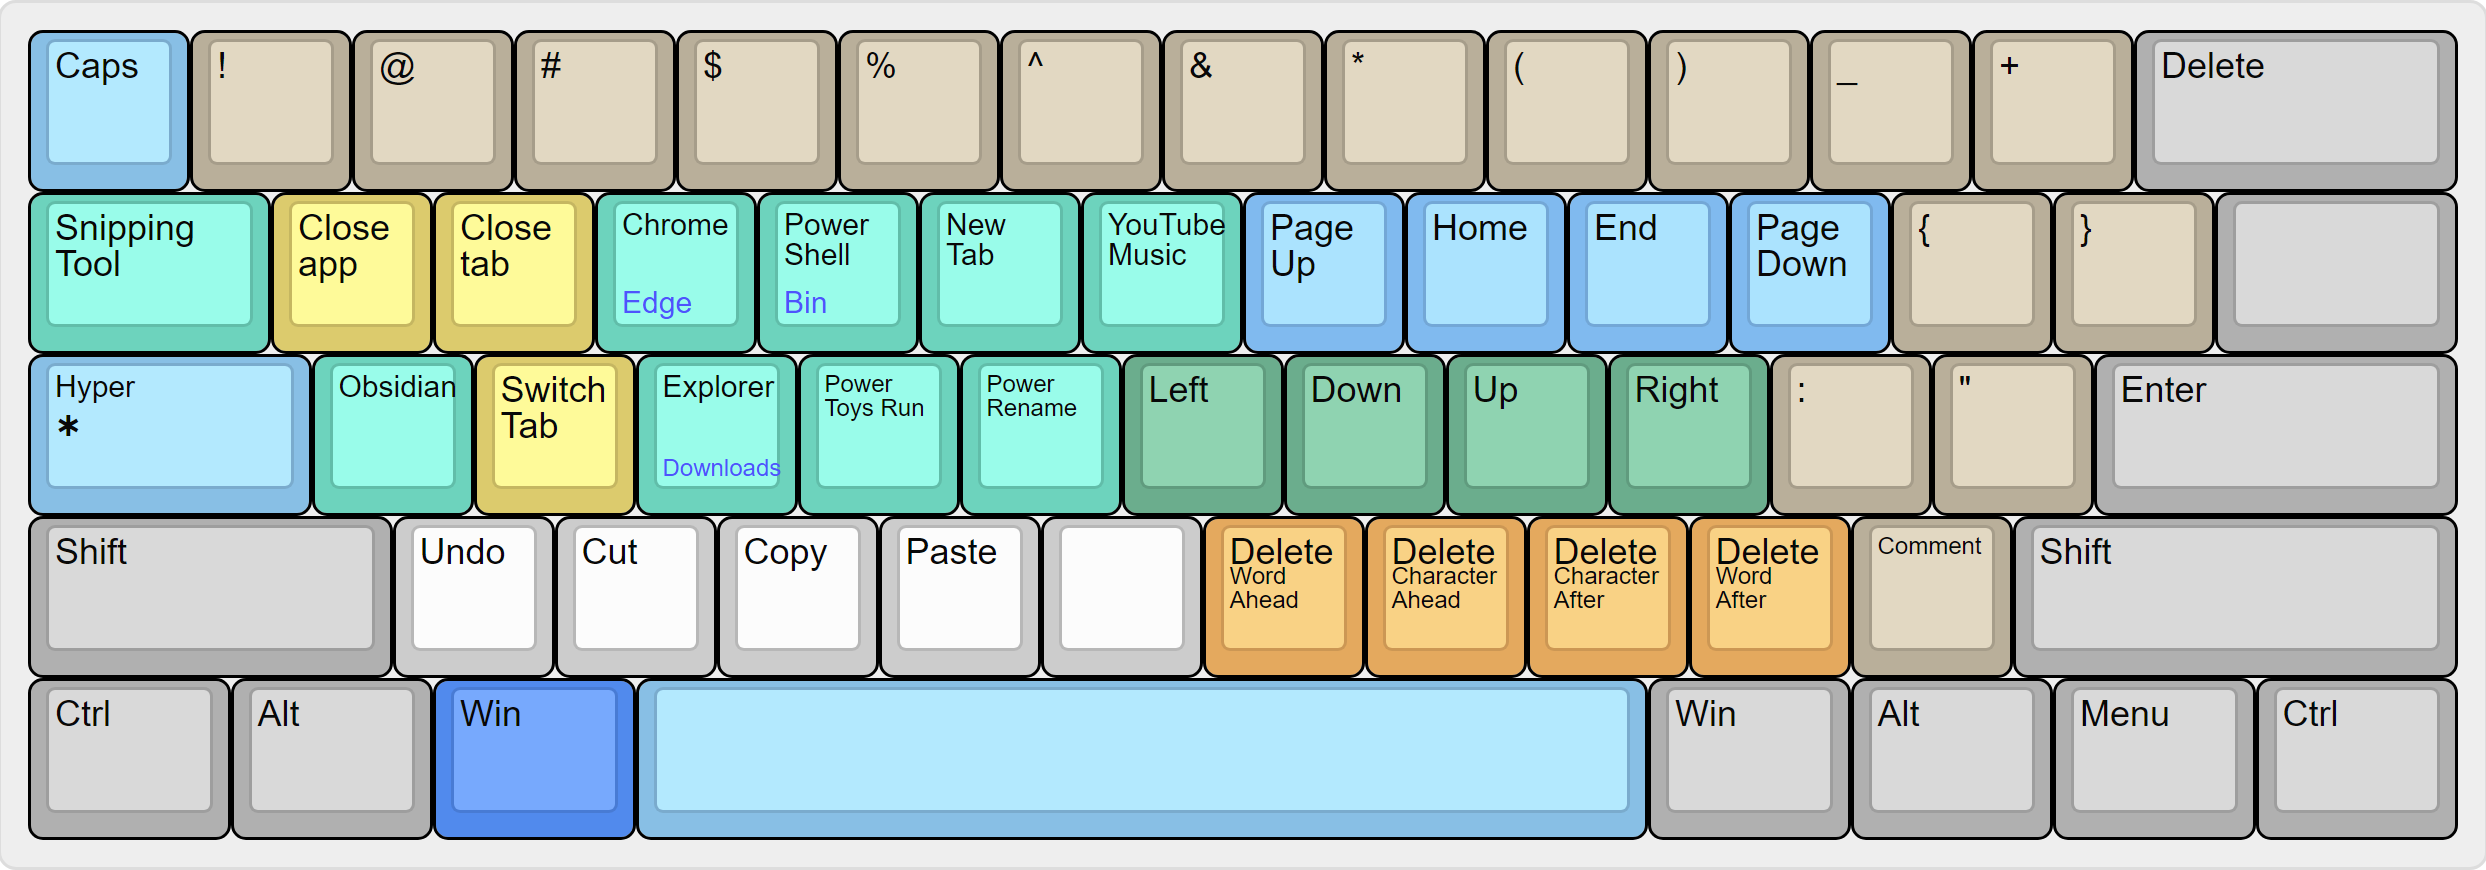 Caps ! @ # $ % ^ & * ( ) _ + Delete
Snipping Tool
Close app
Close tab
Chrome
Edge
Power Shell
Bin
New Tab
YouTube Music
Page Up
Home
End
Page Down
{
}
Hyper
*
Obsidian
Switch Tab
Explorer
Downloads
Power Toys Run
Power Rename
Left
Down
Up
Right
:
"
Enter
Shift
Undo
Cut
Copy
Paste
Delete Word Ahead
Delete Character Ahead
Delete Character After
Delete Word After
Comment
Shift
Ctrl
Alt
Win
Win
Alt
Menu
Ctrl